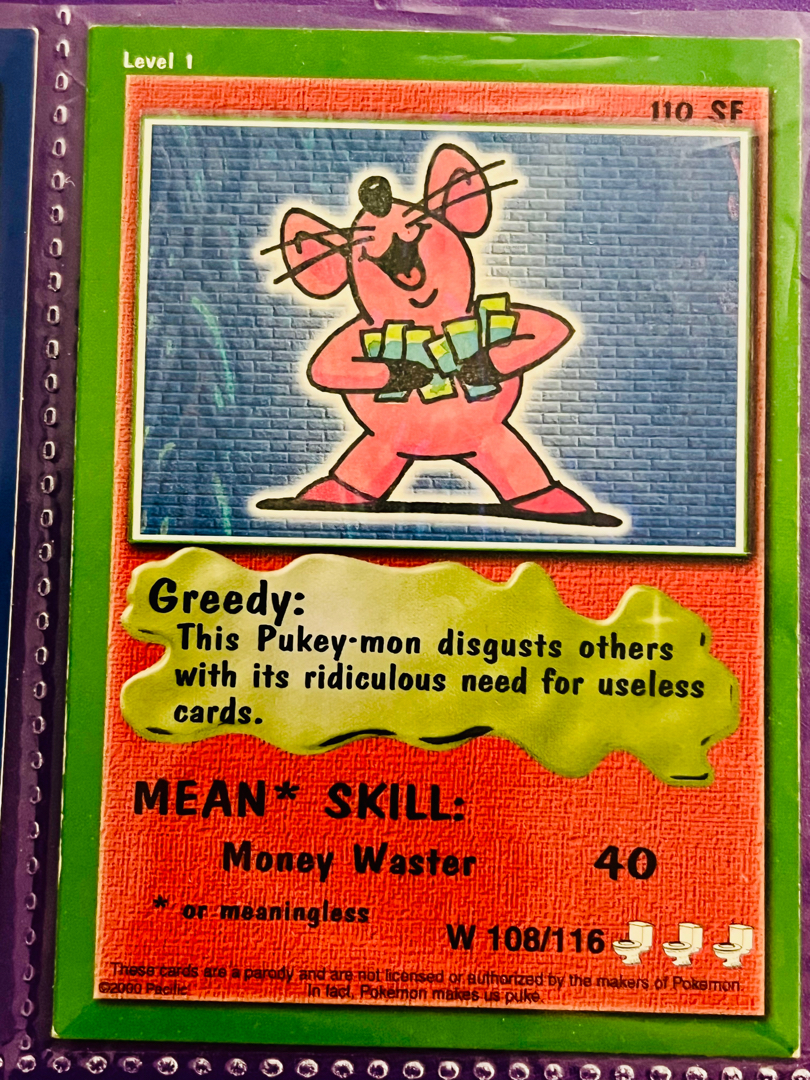 Level 1
110 SF
Greedy:
This Pukey-mon disgusts others
with its ridiculous need for useless
cards.
MEAN* SKILL:
Money Waster 40
* or meaningless
W 108/116
These cards are a parody and are not licensed or authorized by the makers of Pokemon.
©2000 Pacific In fact, Pokemon makes us puke.